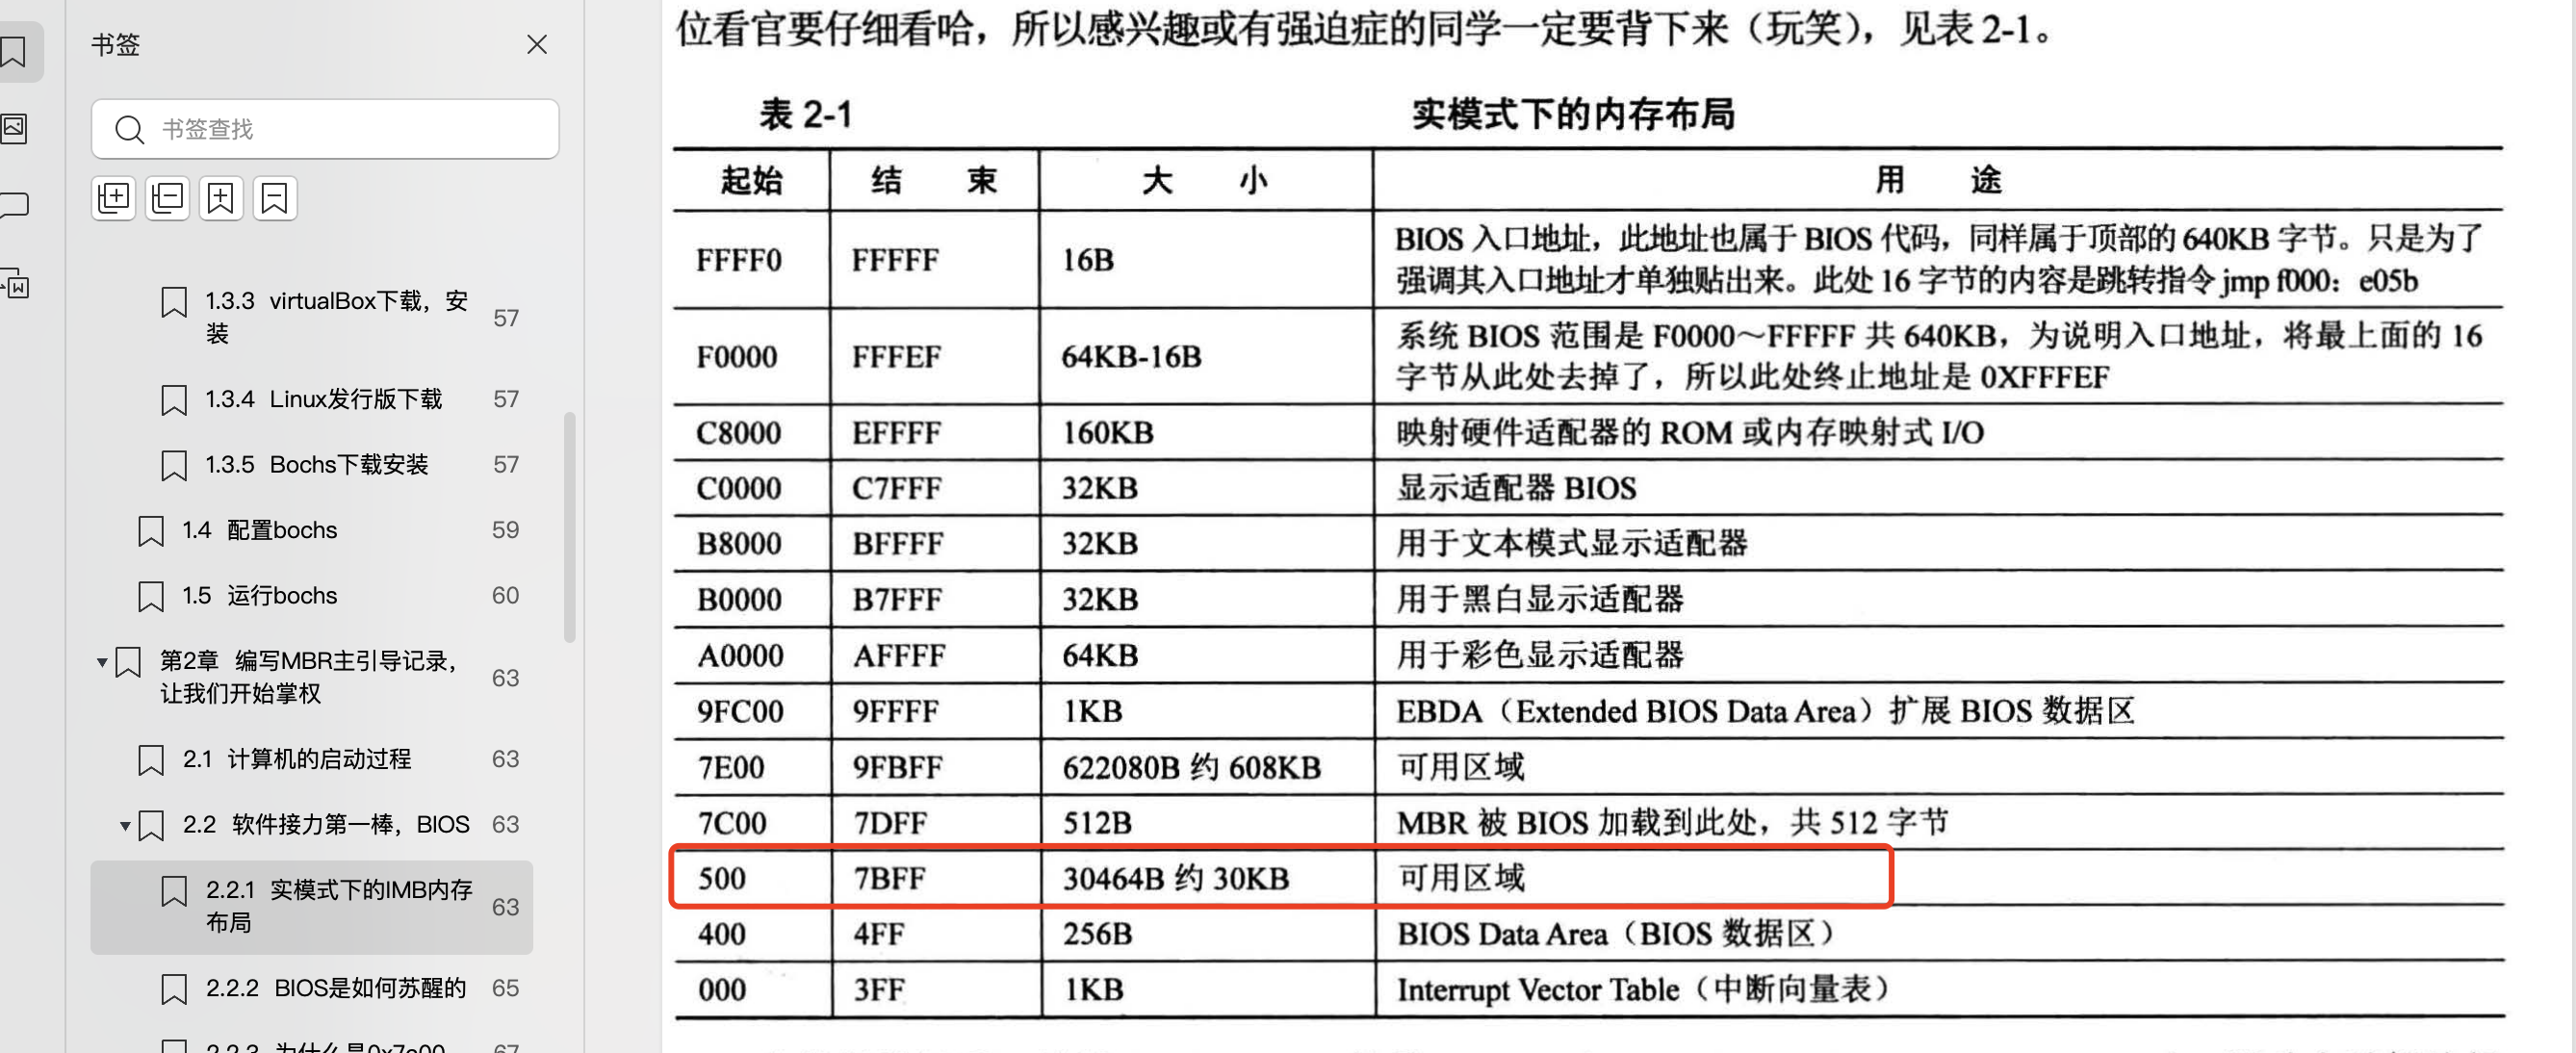 书签
书签查找
1.3.3 virtualBox下载，安
装
57
1.3.4 Linux发行版下载 57
1.3.5 Bochs下载安装 57
1.4 配置bochs 59
1.5 运行bochs 60
第2章 编写MBR主引导记录，
让我们开始掌权
63
2.1 计算机的启动过程 63
2.2 软件接力第一棒，BIOS 63
2.2.1 实模式下的IMB内存
布局
63
2.2.2 BIOS是如何苏醒的 65
位看官要仔细看哈，所以感兴趣或有强迫症的同学一定要背下来（玩笑），见表 2-1。
表 2-1 实模式下的内存布局
起始 结 束 大 小 用 途
FFFF0 FFFFF 16B BIOS 入口地址，此地址也属于 BIOS 代码，同样属于顶部的 640KB 字节。只是为了
强调其入口地址才单独贴出来。此处 16 字节的内容是跳转指令 jmp f000：e05b
F0000 FFFEF 64KB-16B 系统 BIOS 范围是 F0000～FFFFF 共 640KB，为说明入口地址，将最上面的 16
字节从此处去掉了，所以此处终止地址是 0XFFFEF
C8000 EFFFF 160KB 映射硬件适配器的 ROM 或内存映射式 I/O
C0000 C7FFF 32KB 显示适配器 BIOS
B8000 BFFFF 32KB 用于文本模式显示适配器
B0000 B7FFF 32KB 用于黑白显示适配器
A0000 AFFFF 64KB 用于彩色显示适配器
9FC00 9FFFF 1KB EBDA（Extended BIOS Data Area）扩展 BIOS 数据区
7E00 9FBFF 622080B 约 608KB 可用区域
7C00 7DFF 512B MBR 被 BIOS 加载到此处，共 512 字节
500 7BFF 30464B 约 30KB 可用区域
400 4FF 256B BIOS Data Area（BIOS 数据区）
000 3FF 1KB Interrupt Vector Table（中断向量表）